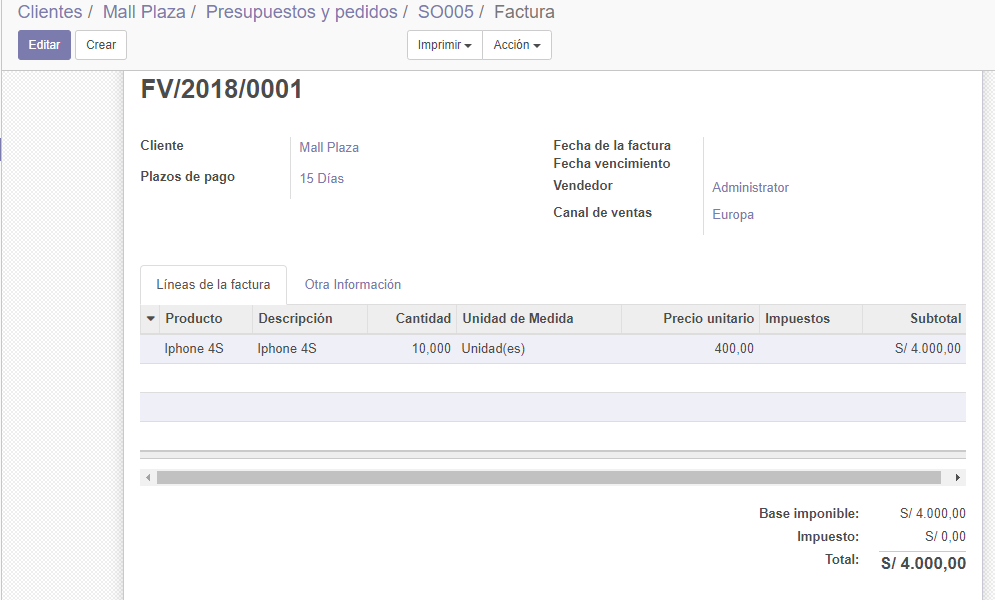 Clientes / Mall Plaza / Presupuestos y pedidos / SO005 / Factura
Editar Crear Imprimir Acción
FV/2018/0001
Cliente Mall Plaza
Plazos de pago 15 Días
Fecha de la factura
Fecha vencimiento
Vendedor Administrator
Canal de ventas Europa
Líneas de la factura Otra Información
Producto Descripción Cantidad Unidad de Medida Precio unitario Impuestos Subtotal
Iphone 4S Iphone 4S 10,000 Unidad(es) 400,00 S/ 4.000,00
Base imponible: S/ 4.000,00
Impuesto: S/ 0,00
Total: S/ 4.000,00